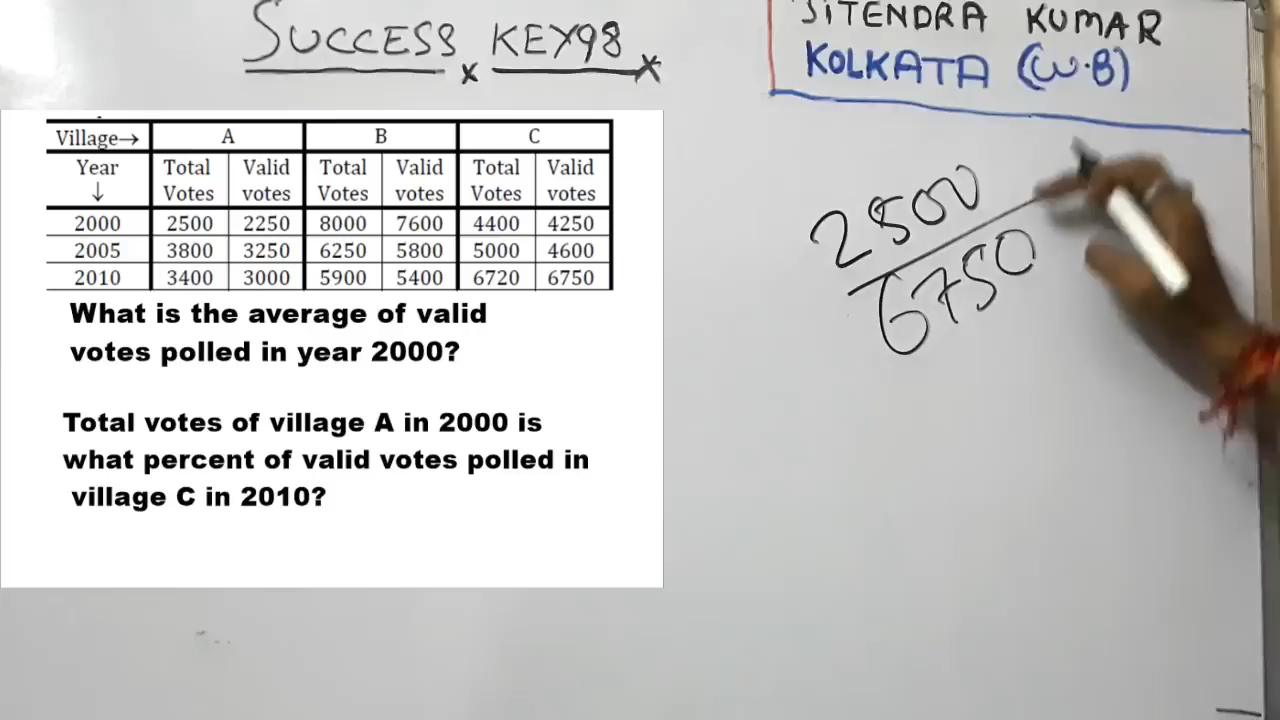 SUCCESS KEY98
JITENDRA KUMAR
KOLKATA (W.B)
Village→ A B C
Year ↓ Total Votes Valid votes Total Votes Valid votes Total Votes Valid votes
2000 2500 2250 8000 7600 4400 4250
2005 3800 3250 6250 5800 5000 4600
2010 3400 3000 5900 5400 6720 6750
What is the average of valid
votes polled in year 2000?
Total votes of village A in 2000 is
what percent of valid votes polled in
village C in 2010?
2500
6750